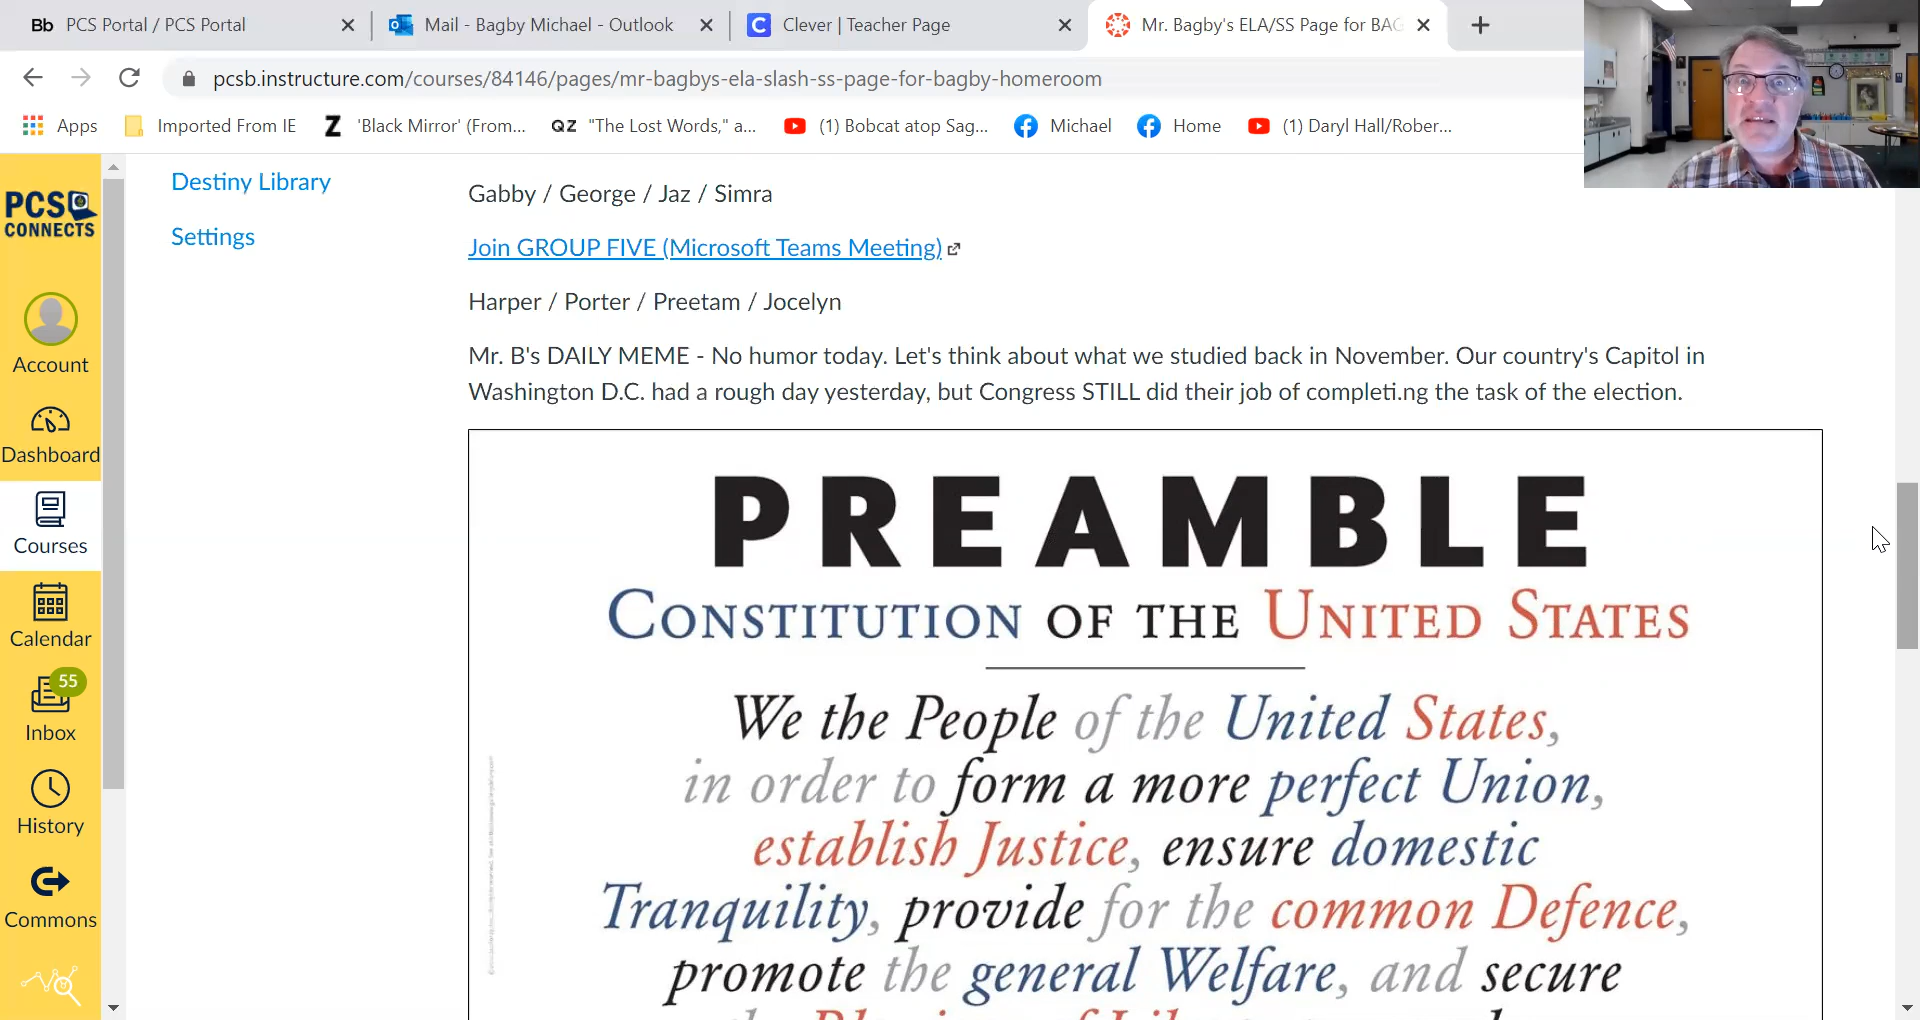 Bb PCS Portal / PCS Portal
Mail - Bagby Michael - Outlook
C Clever | Teacher Page
Mr. Bagby's ELA/SS Page for BAG
pcsb.instructure.com/courses/84146/pages/mr-bagbys-ela-slash-ss-page-for-bagby-homeroom
Apps
Imported From IE
Z 'Black Mirror' (From...
QZ "The Lost Words," a...
(1) Bobcat atop Sag...
Michael
Home
(1) Daryl Hall/Rober...
PCS
CONNECTS
Account
Dashboard
Courses
Calendar
55
Inbox
History
Commons
Destiny Library
Settings
Gabby / George / Jaz / Simra
Join GROUP FIVE (Microsoft Teams Meeting)
Harper / Porter / Preetam / Jocelyn
Mr. B's DAILY MEME - No humor today. Let's think about what we studied back in November. Our country's Capitol in
Washington D.C. had a rough day yesterday, but Congress STILL did their job of completi.ng the task of the election.
PREAMBLE
CONSTITUTION OF THE UNITED STATES
We the People of the United States,
in order to form a more perfect Union,
establish Justice, ensure domestic
Tranquility, provide for the common Defence,
promote the general Welfare, and secure